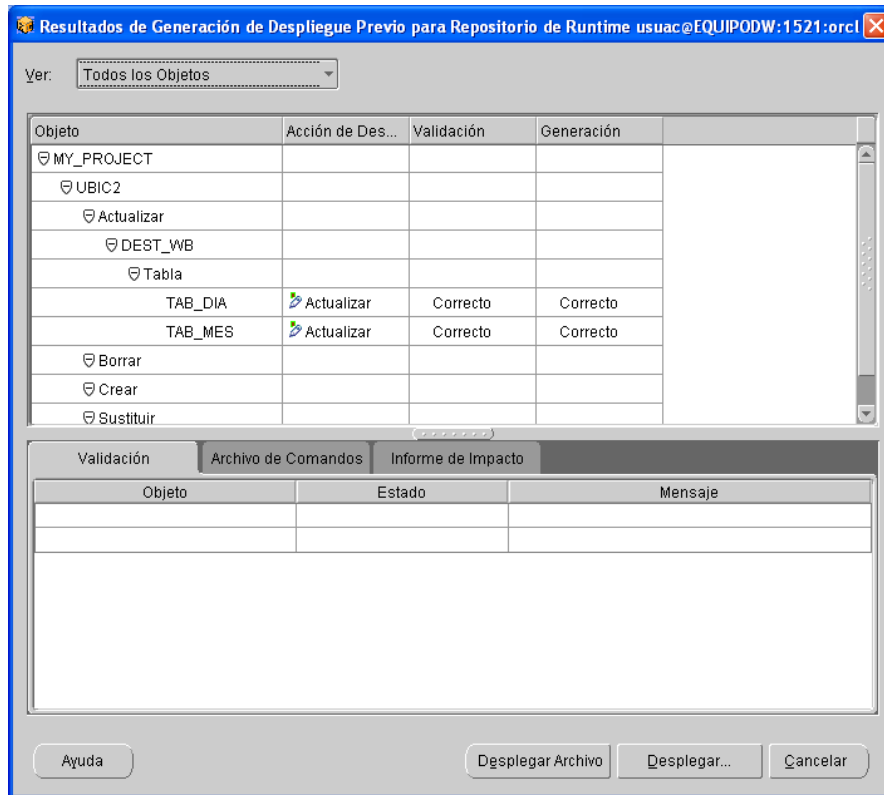 Resultados de Generación de Despliegue Previo para Repositorio de Runtime usuac@EQUIPODW:1521:orcl
Ver: Todos los Objetos
Objeto Acción de Des... Validación Generación
MY_PROJECT
UBIC2
Actualizar
DEST_WB
Tabla
TAB_DIA Actualizar Correcto Correcto
TAB_MES Actualizar Correcto Correcto
Borrar
Crear
Sustituir
Validación Archivo de Comandos Informe de Impacto
Objeto Estado Mensaje
Ayuda Desplegar Archivo Desplegar... Cancelar